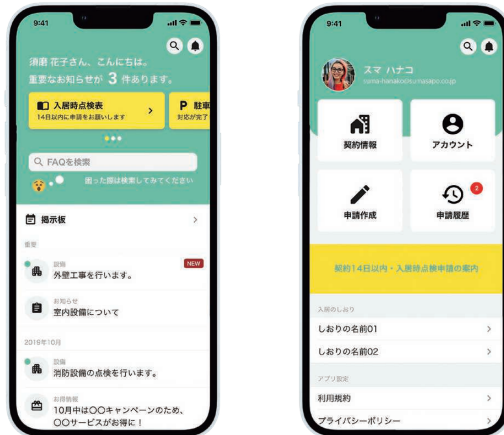 9:41
須磨 花子さん、こんにちは。
重要なお知らせが 3 件あります。
入居時点検表
14日以内に申請をお願いします
P 駐車
対応が完了
FAQを検索
困った際は検索してみてください
掲示板
重要
設備
外壁工事を行います。
NEW
お知らせ
室内設備について
2019年10月
設備
消防設備の点検を行います。
お得情報
10月中は〇〇キャンペーンのため、
〇〇サービスがお得に!
9:41
スマ ハナコ
契約情報
アカウント
申請作成
2
申請履歴
契約14日以内・入居時点検申請の案内
入居のしおり
しおりの名前01
しおりの名前02
アプリ設定
利用規約
プライバシーポリシー